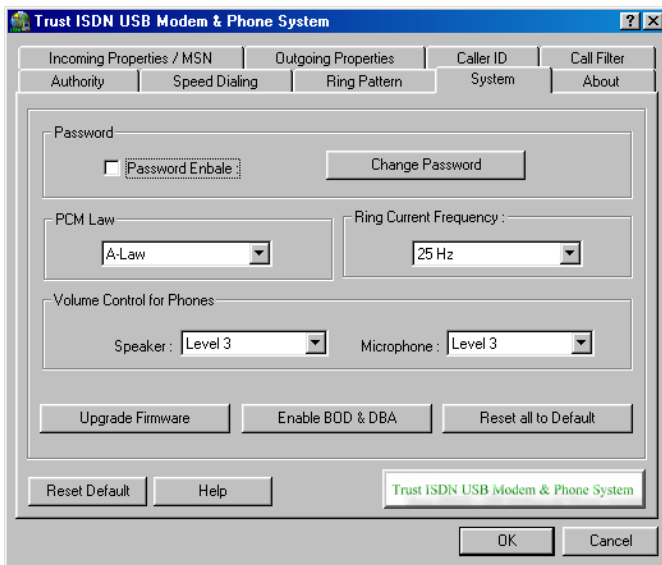 Trust ISDN USB Modem & Phone System
Incoming Properties / MSN Outgoing Properties Caller ID Call Filter
Authority Speed Dialing Ring Pattern System About
Password
Password Enbale : Change Password
PCM Law Ring Current Frequency :
A-Law 25 Hz
Volume Control for Phones
Speaker : Level 3 Microphone : Level 3
Upgrade Firmware Enable BOD & DBA Reset all to Default
Reset Default Help Trust ISDN USB Modem & Phone System
OK Cancel